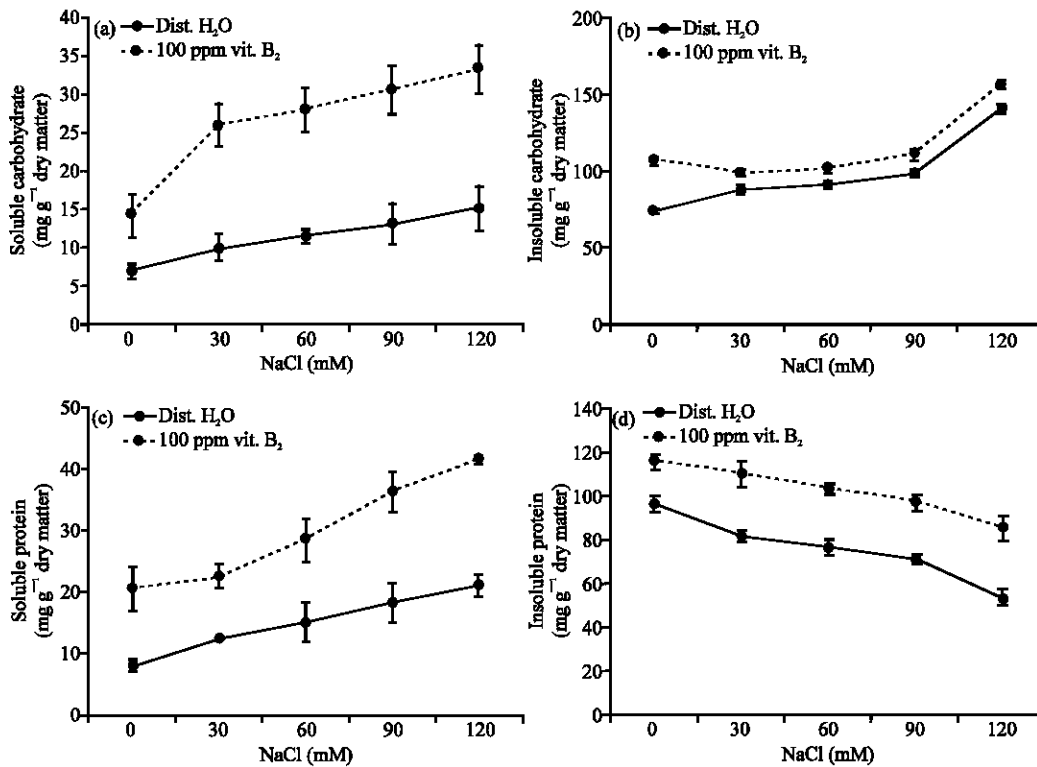 (a)
Dist. H₂O
100 ppm vit. B₂
Soluble carbohydrate
(mg g⁻¹ dry matter)
40
35
30
25
20
15
10
5
0
0 30 60 90 120
NaCl (mM)
(b)
Dist. H₂O
100 ppm vit. B₂
Insoluble carbohydrate
(mg g⁻¹ dry matter)
200
150
100
50
0
0 30 60 90 120
NaCl (mM)
(c)
Dist. H₂O
100 ppm vit. B₂
Soluble protein
(mg g⁻¹ dry matter)
50
40
30
20
10
0
0 30 60 90 120
NaCl (mM)
(d)
Dist. H₂O
100 ppm vit. B₂
Insoluble protein
(mg g⁻¹ dry matter)
140
120
100
80
60
40
20
0
0 30 60 90 120
NaCl (mM)